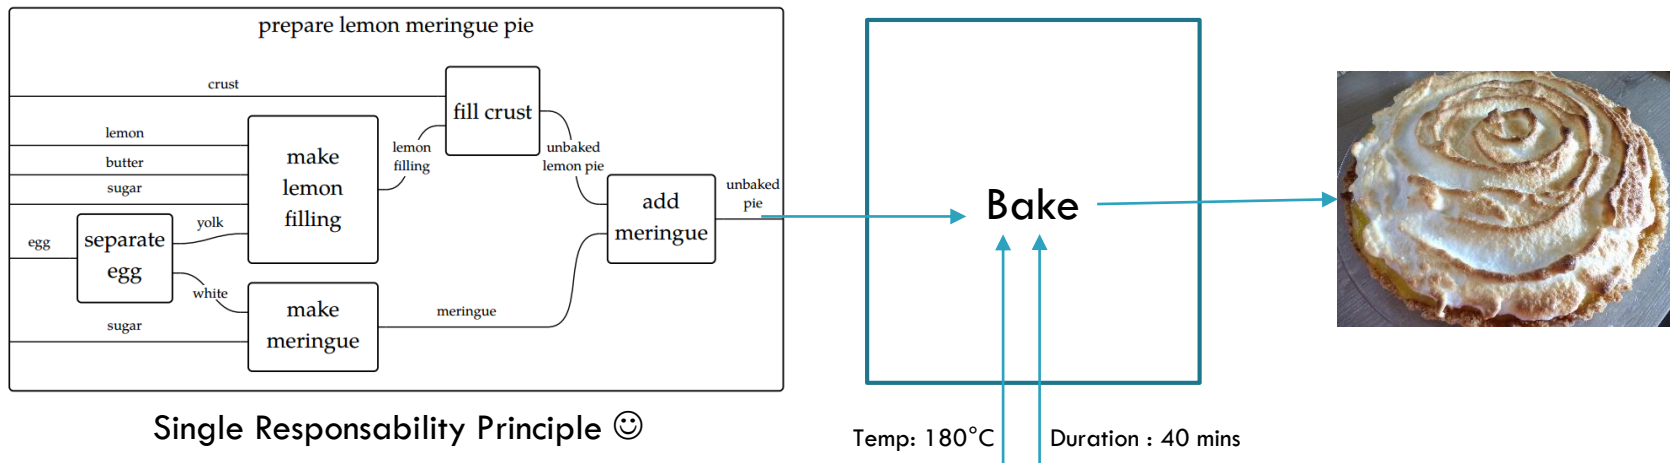 prepare lemon meringue pie
crust
fill crust
lemon
butter
sugar
make
lemon
filling
lemon
filling
unbaked
lemon pie
egg
separate
egg
yolk
white
sugar
make
meringue
meringue
add
meringue
unbaked
pie
Single Responsability Principle ☺
Bake
Temp: 180°C
Duration : 40 mins